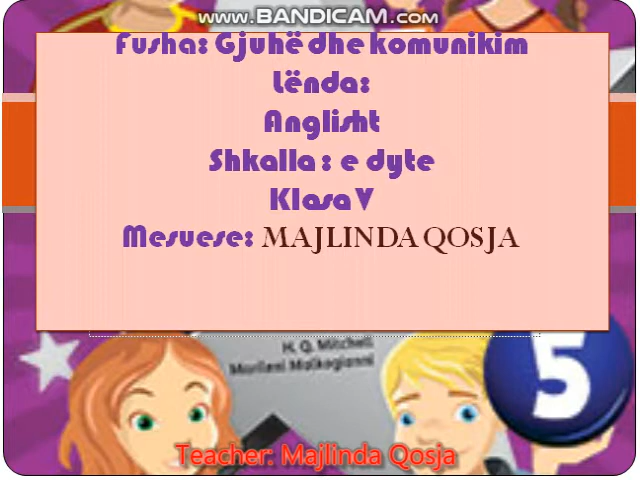 www.BANDICAM.com
Fusha: Gjuhë dhe komunikim
Lënda:
Anglisht
Shkalla : e dyte
Klasa V
Mesuese: MAJLINDA QOSJA
H. Q. Mitchell
Marileni Malkogianni
5
Teacher: Majlinda Qosja